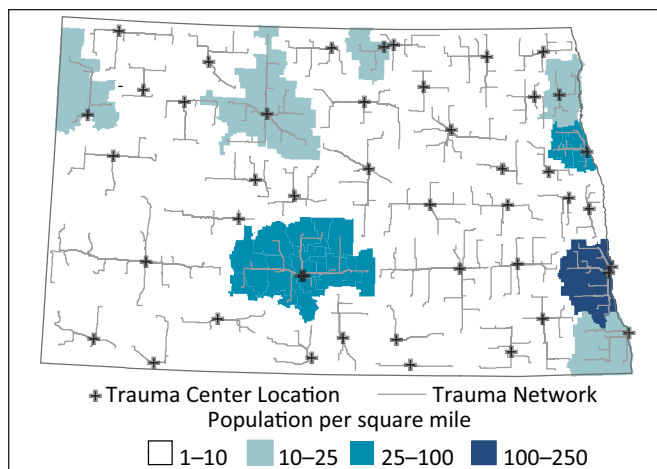 Trauma Center Location Trauma Network
Population per square mile
1–10 10–25 25–100 100–250